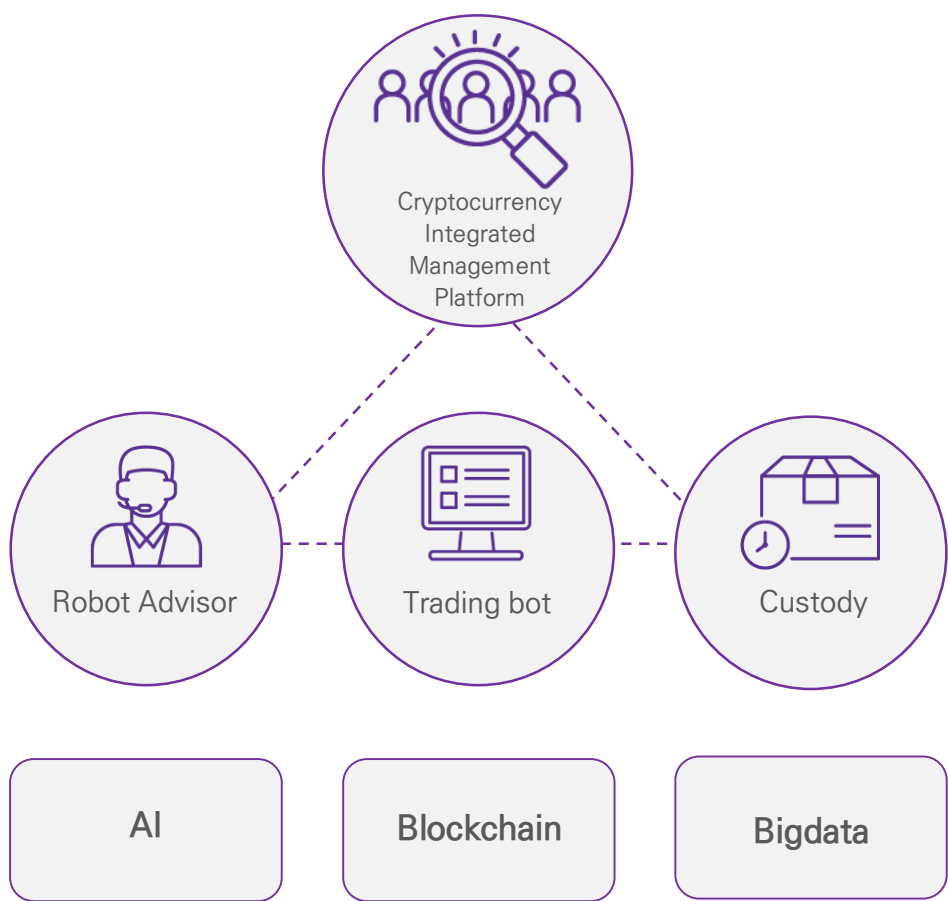 Cryptocurrency
Integrated
Management
Platform
Robot Advisor
Trading bot
Custody
AI
Blockchain
Bigdata